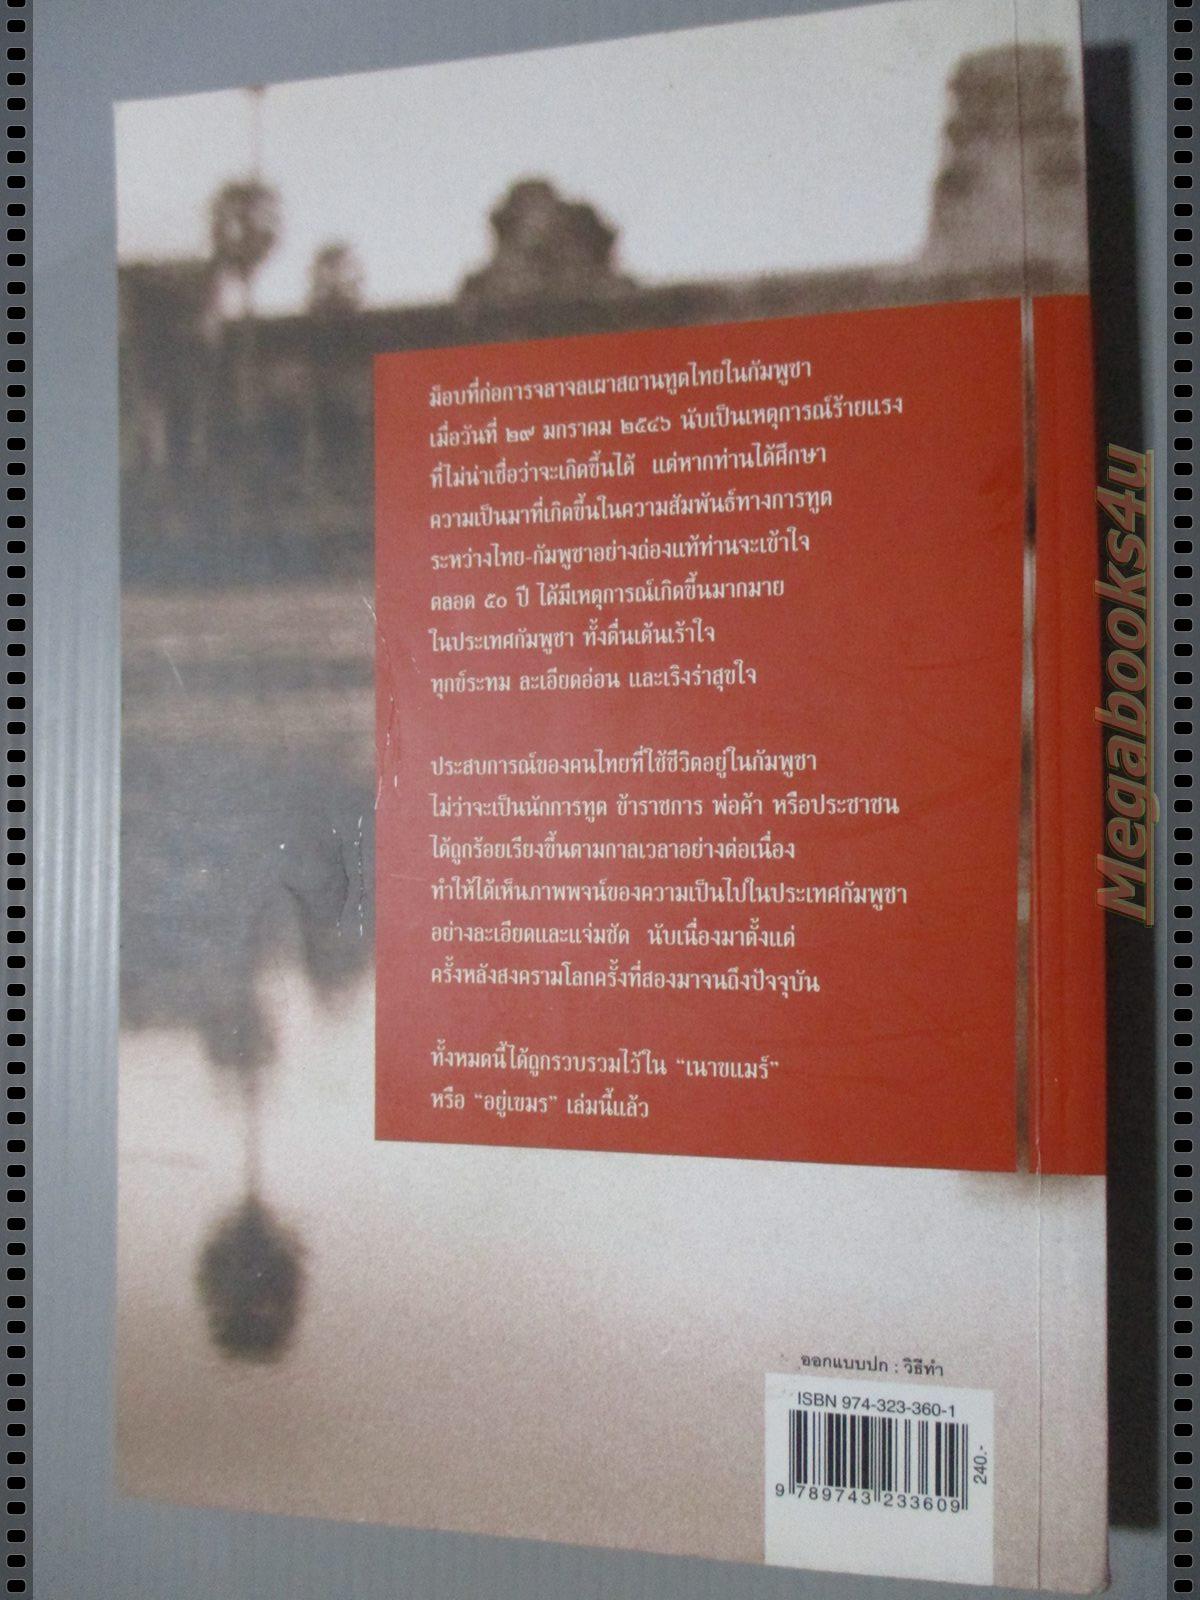 ม็อบที่ก่อการจลาจลเผาสถานทูตไทยในกัมพูชา
เมื่อวันที่ ๒๙ มกราคม ๒๕๔๖ นับเป็นเหตุการณ์ร้ายแรง
ที่ไม่น่าเชื่อว่าจะเกิดขึ้นได้  แต่หากท่านได้ศึกษา
ความเป็นมาที่เกิดขึ้นในความสัมพันธ์ทางการทูต
ระหว่างไทย-กัมพูชาอย่างถ่องแท้ท่านจะเข้าใจ
ตลอด ๕๐ ปี ได้มีเหตุการณ์เกิดขึ้นมากมาย
ในประเทศกัมพูชา ทั้งตื่นเต้นเร้าใจ
ทุกข์ระทม ละเอียดอ่อน และเริงร่าสุขใจ
ประสบการณ์ของคนไทยที่ใช้ชีวิตอยู่ในกัมพูชา
ไม่ว่าจะเป็นนักการทูต ข้าราชการ พ่อค้า หรือประชาชน
ได้ถูกร้อยเรียงขึ้นตามกาลเวลาอย่างต่อเนื่อง
ทำให้ได้เห็นภาพพจน์ของความเป็นไปในประเทศกัมพูชา
อย่างละเอียดและแจ่มชัด  นับเนื่องมาตั้งแต่
ครั้งหลังสงครามโลกครั้งที่สองมาจนถึงปัจจุบัน
ทั้งหมดนี้ได้ถูกรวบรวมไว้ใน "เนาขแมร์"
หรือ "อยู่เขมร" เล่มนี้แล้ว
Megabooks4u
ออกแบบปก : วิธีทำ
ISBN 974-323-360-1
240.-
9 789743 233609